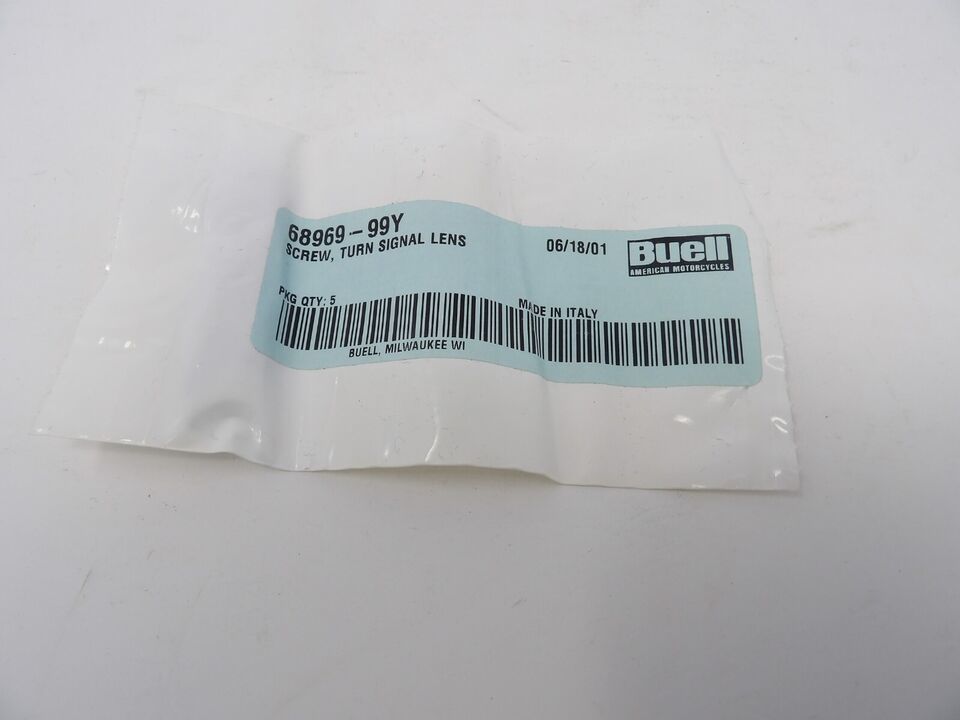 68969-99Y
SCREW, TURN SIGNAL LENS
06/18/01
Buell
AMERICAN MOTORCYCLES
PKG QTY: 5
MADE IN ITALY
BUELL, MILWAUKEE WI